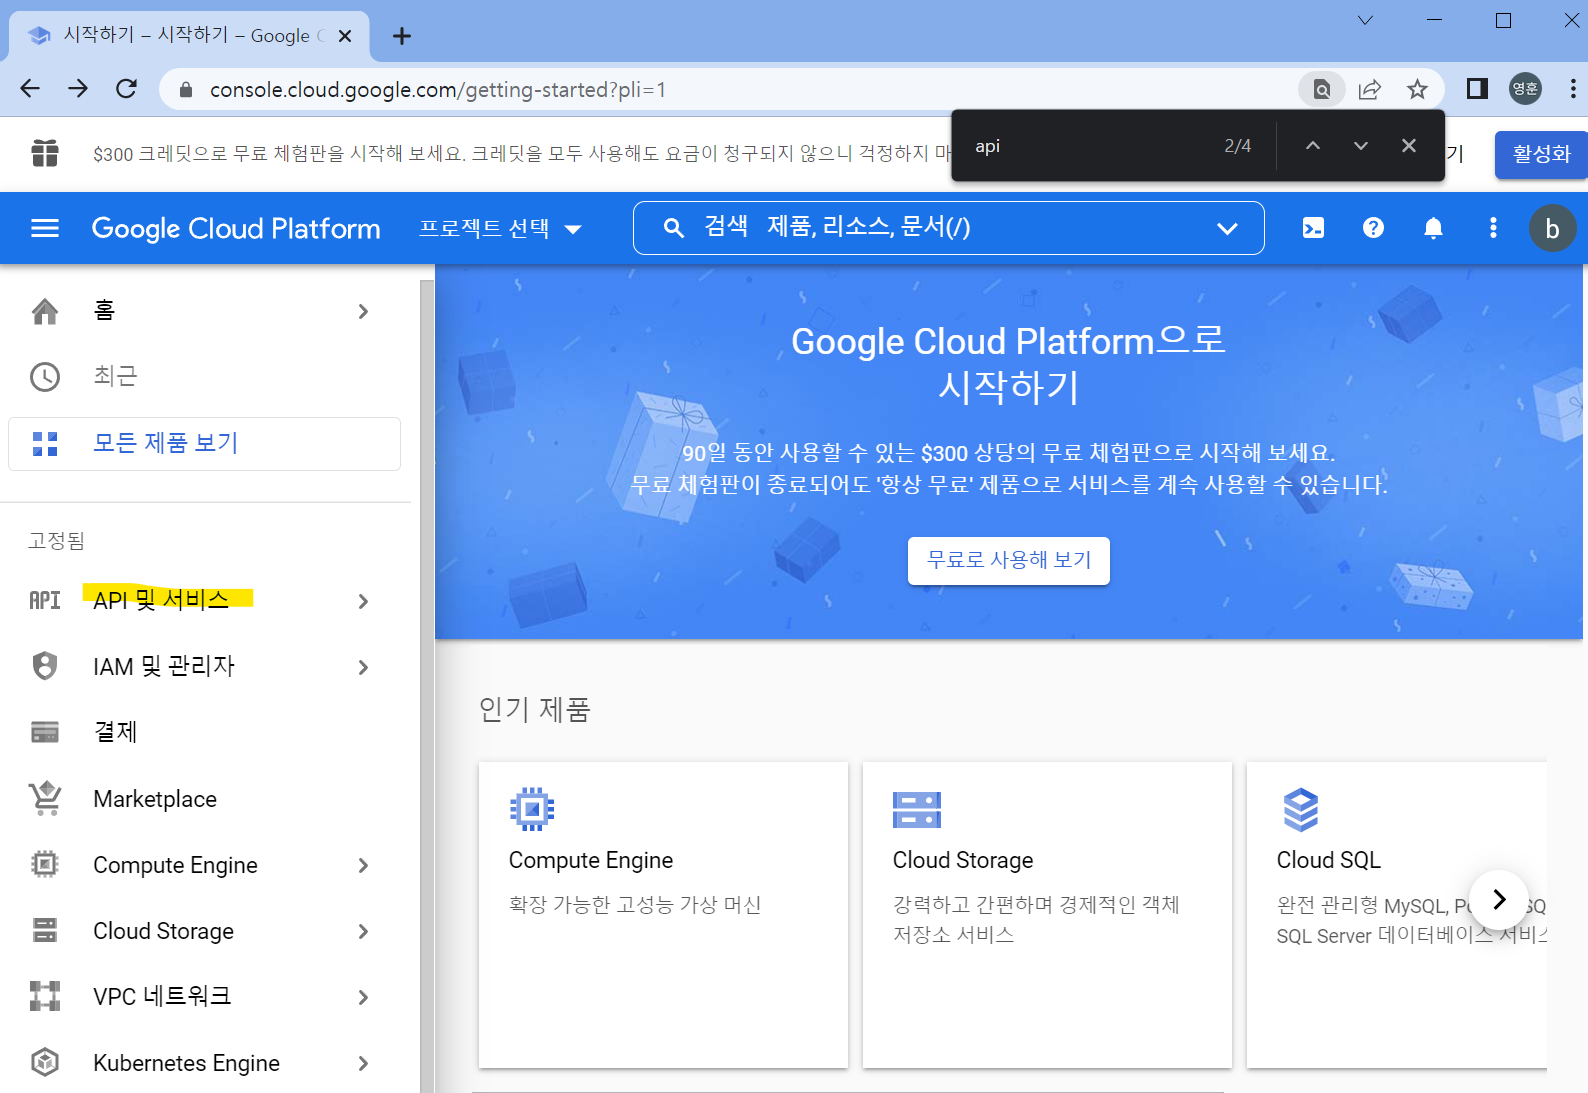 시작하기 – 시작하기 – Google
console.cloud.google.com/getting-started?pli=1
영훈
$300 크레딧으로 무료 체험판을 시작해 보세요. 크레딧을 모두 사용해도 요금이 청구되지 않으니 걱정하지 마
api 2/4
기
활성화
Google Cloud Platform
프로젝트 선택
검색 제품, 리소스, 문서(/)
b
홈
최근
모든 제품 보기
고정됨
API API 및 서비스
IAM 및 관리자
결제
Marketplace
Compute Engine
Cloud Storage
VPC 네트워크
Kubernetes Engine
Google Cloud Platform으로
시작하기
90일 동안 사용할 수 있는 $300 상당의 무료 체험판으로 시작해 보세요.
무료 체험판이 종료되어도 '항상 무료' 제품으로 서비스를 계속 사용할 수 있습니다.
무료로 사용해 보기
인기 제품
Compute Engine
확장 가능한 고성능 가상 머신
Cloud Storage
강력하고 간편하며 경제적인 객체
저장소 서비스
Cloud SQL
완전 관리형 MySQL,
SQL Server 데이터베이스